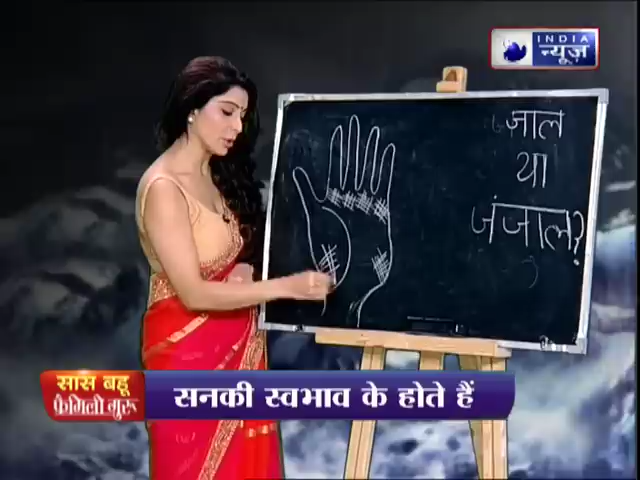 INDIA
न्यूज़
जाल
या
जंजाल?
सास बहू
फैमिली गुरू
सनकी स्वभाव के होते हैं